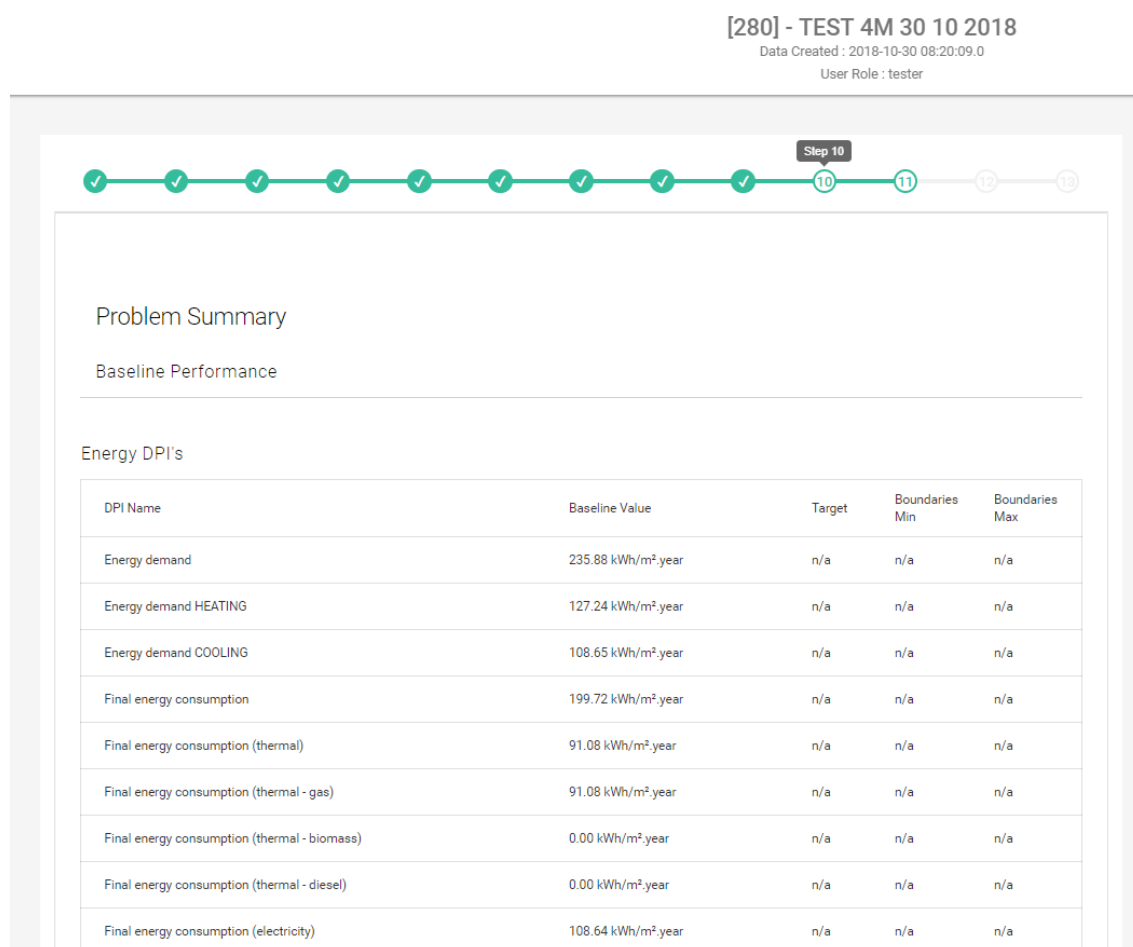 [280] - TEST 4M 30 10 2018
Data Created : 2018-10-30 08:20:09.0
User Role : tester
Step 10
10 11 12 13
Problem Summary
Baseline Performance
Energy DPI's
DPI Name Baseline Value Target Boundaries Min Boundaries Max
Energy demand 235.88 kWh/m².year n/a n/a n/a
Energy demand HEATING 127.24 kWh/m².year n/a n/a n/a
Energy demand COOLING 108.65 kWh/m².year n/a n/a n/a
Final energy consumption 199.72 kWh/m².year n/a n/a n/a
Final energy consumption (thermal) 91.08 kWh/m².year n/a n/a n/a
Final energy consumption (thermal - gas) 91.08 kWh/m².year n/a n/a n/a
Final energy consumption (thermal - biomass) 0.00 kWh/m².year n/a n/a n/a
Final energy consumption (thermal - diesel) 0.00 kWh/m².year n/a n/a n/a
Final energy consumption (electricity) 108.64 kWh/m².year n/a n/a n/a